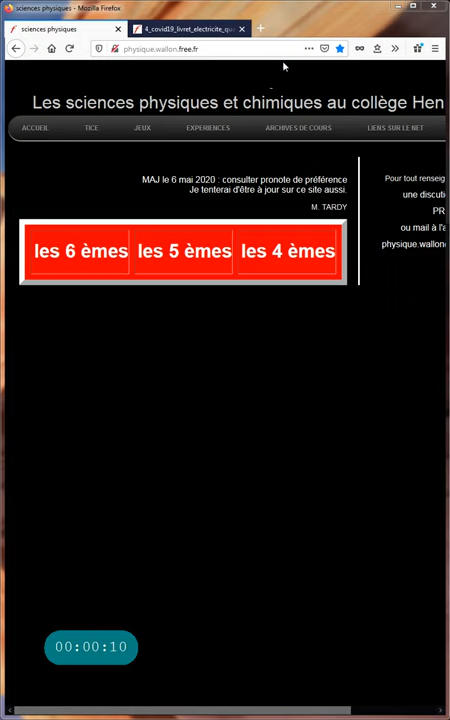 sciences physiques - Mozilla Firefox
sciences physiques
4_covid19_livret_electricite_que
physique.wallon.free.fr
Les sciences physiques et chimiques au collège Hen
ACCUEIL TICE JEUX EXPERIENCES ARCHIVES DE COURS LIENS SUR LE NET
MAJ le 6 mai 2020 : consulter pronote de préférence
Je tenterai d'être à jour sur ce site aussi.
M. TARDY
les 6 èmes les 5 èmes les 4 èmes
Pour tout renseig
une discuti
PR
ou mail à l'a
physique.wallon
00:00:10